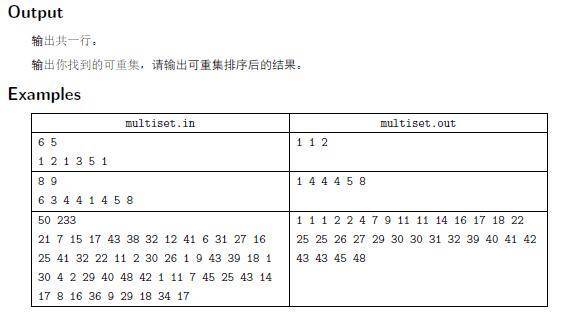 Output
输出共一行。
输出你找到的可重集，请输出可重集排序后的结果。
Examples
multiset.in multiset.out
6 5
1 2 1 3 5 1
1 1 2
8 9
6 3 4 4 1 4 5 8
1 4 4 4 5 8
50 233
21 7 15 17 43 38 32 12 41 6 31 27 16
25 41 32 22 11 2 30 26 1 9 43 39 18 1
30 4 2 29 40 48 42 1 11 7 45 25 43 14
17 8 16 36 9 29 18 34 17
1 1 1 2 2 4 7 9 11 11 14 16 17 18 22
25 25 26 27 29 30 30 31 32 39 40 41 42
43 43 45 48